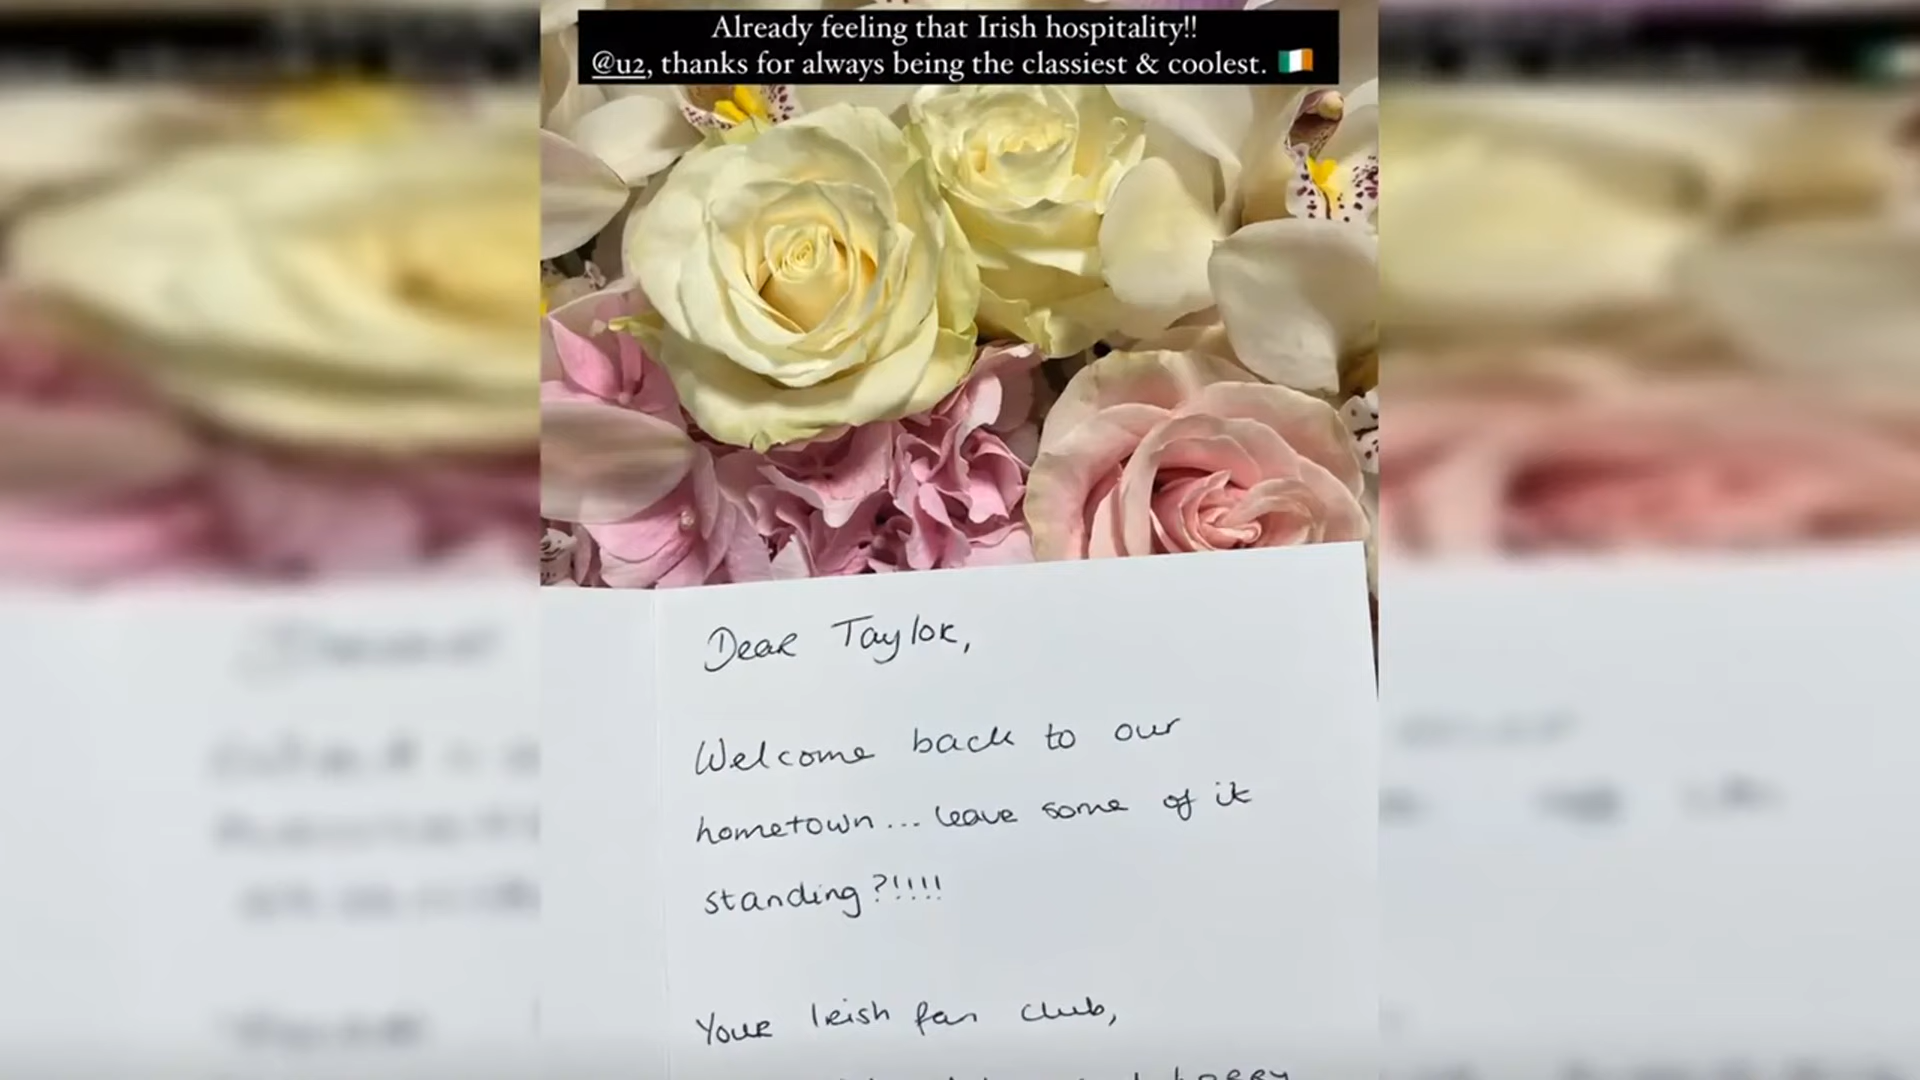 Already feeling that Irish hospitality!!
@u2, thanks for always being the classiest & coolest. 🇮🇪
Dear Taylor,
Welcome back to our
hometown... leave some of it
standing?!!!!
Your Irish fan club,